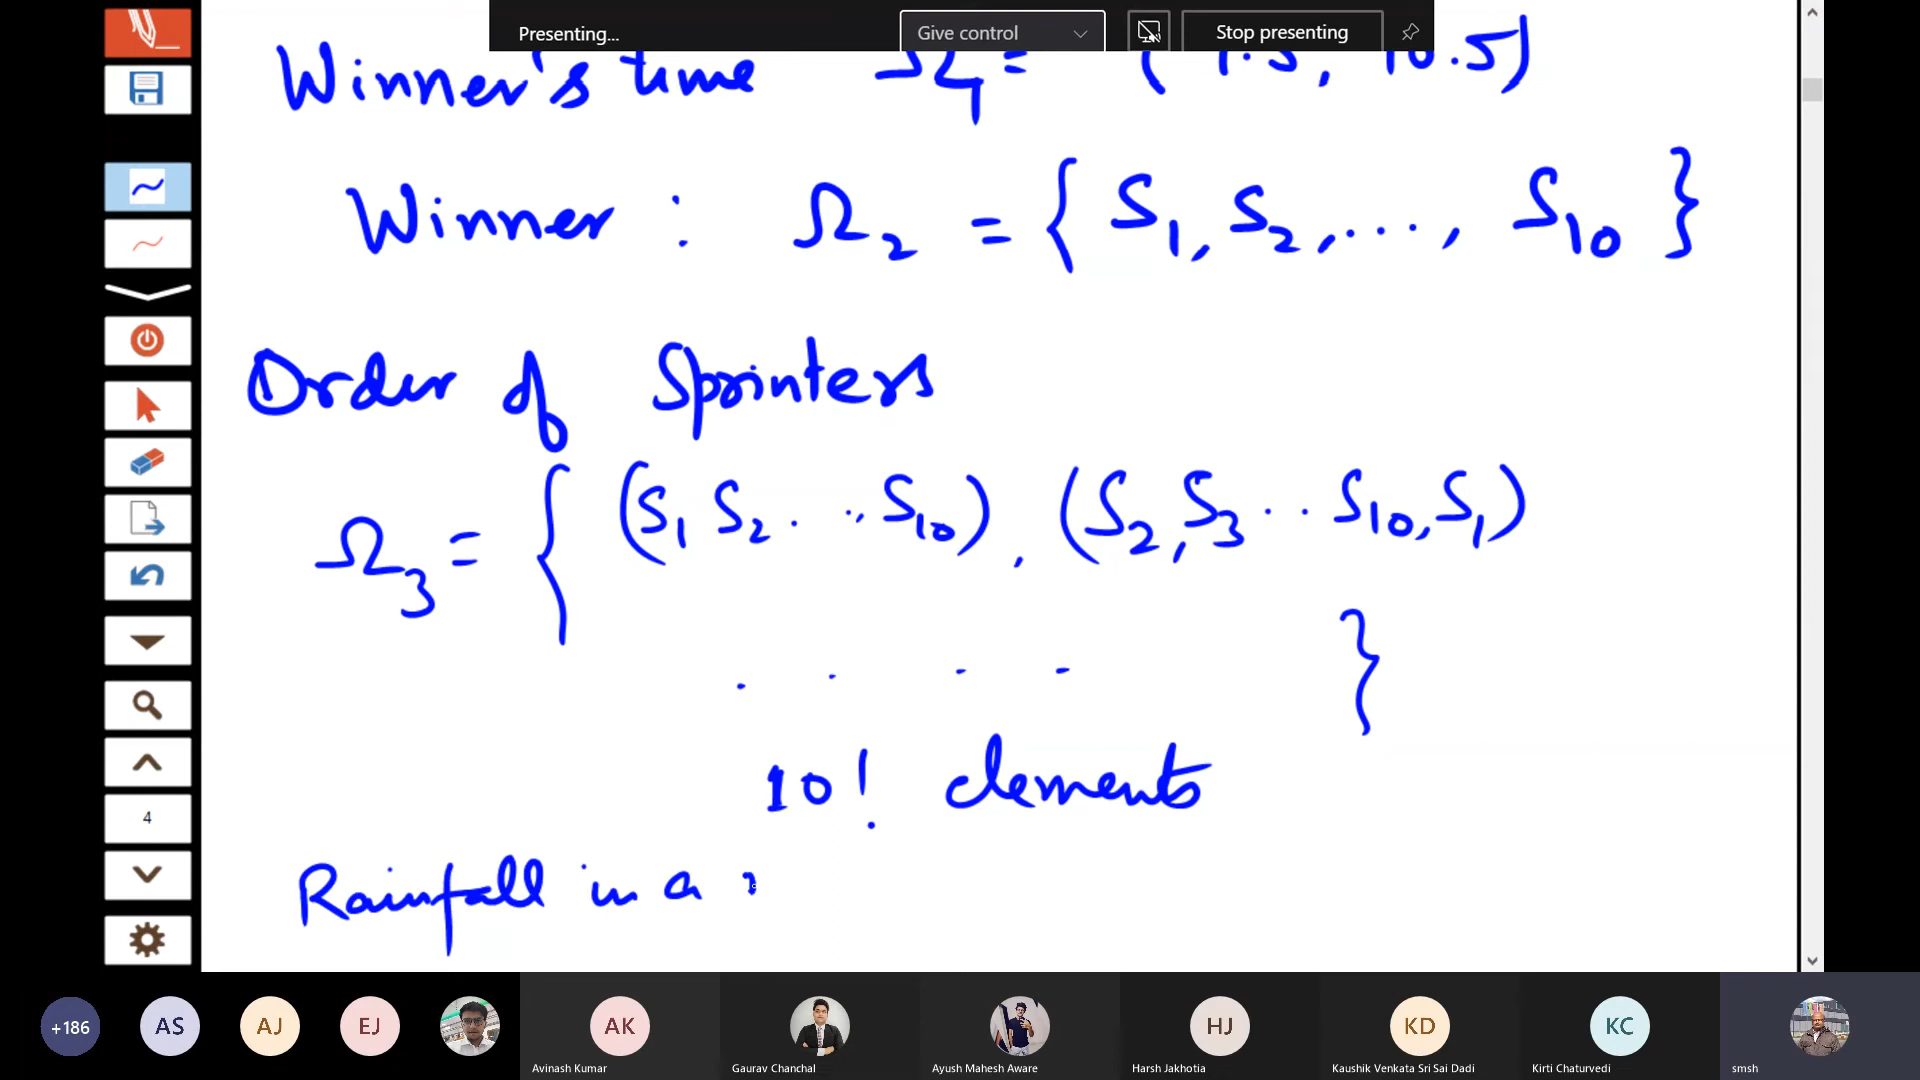 Presenting...
Give control
Stop presenting
Winner's time Ω₁ = ( 9.5, 10.5)
Winner : Ω₂ = { S₁, S₂, ..., S₁₀ }
Order of Sprinters
Ω₃ = { (S₁ S₂ . ., S₁₀), (S₂, S₃ .. S₁₀, S₁)
. . . . }
10! elements
Rainfall in a
4
+186 AS AJ EJ AK HJ KD KC
Avinash Kumar Gaurav Chanchal Ayush Mahesh Aware Harsh Jakhotia Kaushik Venkata Sri Sai Dadi Kirti Chaturvedi smsh